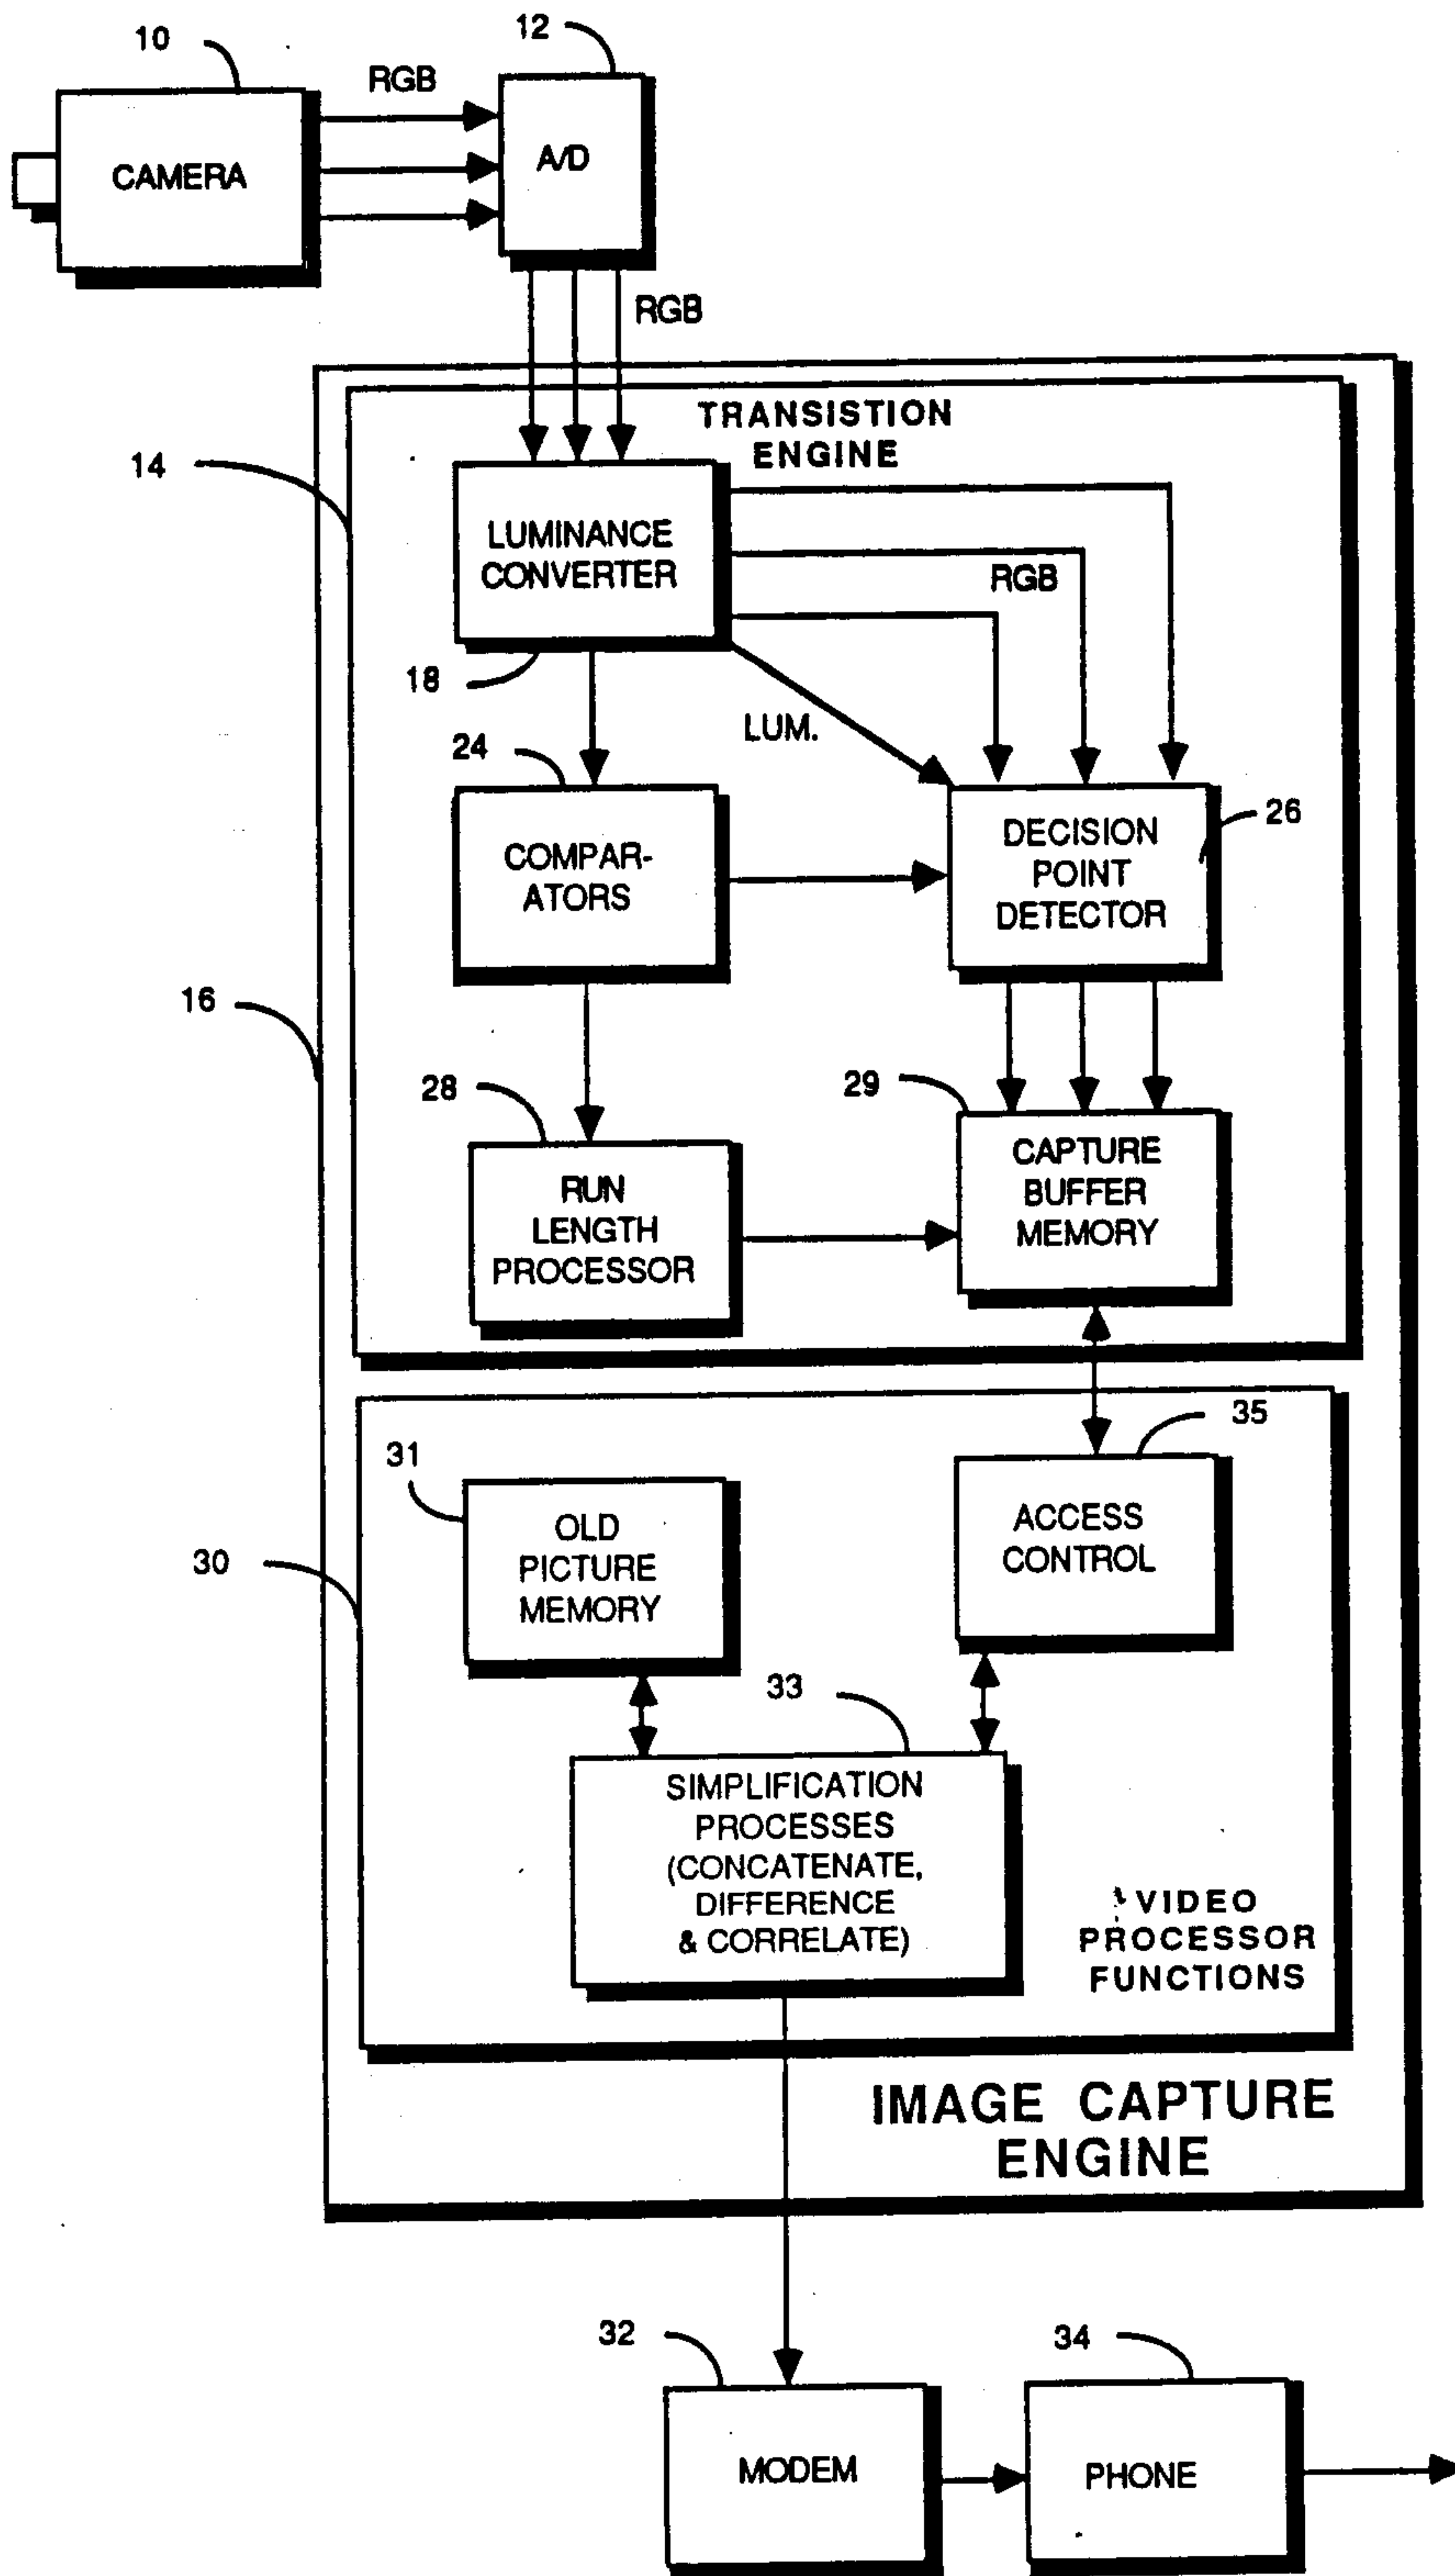 10
12
RGB
CAMERA
A/D
RGB
TRANSISTION
ENGINE
14
LUMINANCE
CONVERTER
RGB
18
LUM.
24
26
COMPAR-
ATORS
DECISION
POINT
DETECTOR
16
28
29
RUN
LENGTH
PROCESSOR
CAPTURE
BUFFER
MEMORY
35
31
OLD
PICTURE
MEMORY
ACCESS
CONTROL
30
33
SIMPLIFICATION
PROCESSES
(CONCATENATE,
DIFFERENCE
& CORRELATE)
VIDEO
PROCESSOR
FUNCTIONS
IMAGE CAPTURE
ENGINE
32
34
MODEM
PHONE